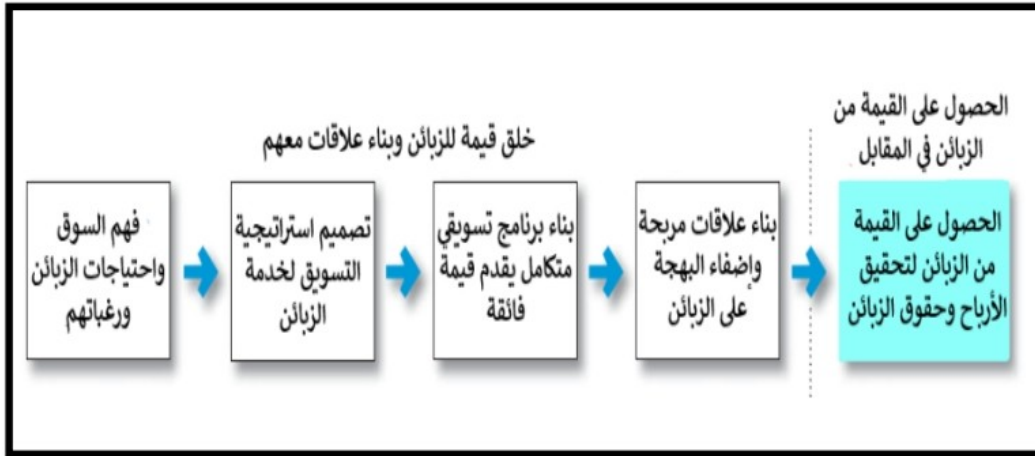 خلق قيمة للزبائن وبناء علاقات معهم
فهم السوق
واحتياجات الزبائن
ورغباتهم
تصميم استراتيجية
التسويق لخدمة
الزبائن
بناء برنامج تسويقي
متكامل يقدم قيمة
فائقة
بناء علاقات مربحة
وإضفاء البهجة
على الزبائن
الحصول على القيمة من
الزبائن في المقابل
الحصول على القيمة
من الزبائن لتحقيق
الأرباح وحقوق الزبائن